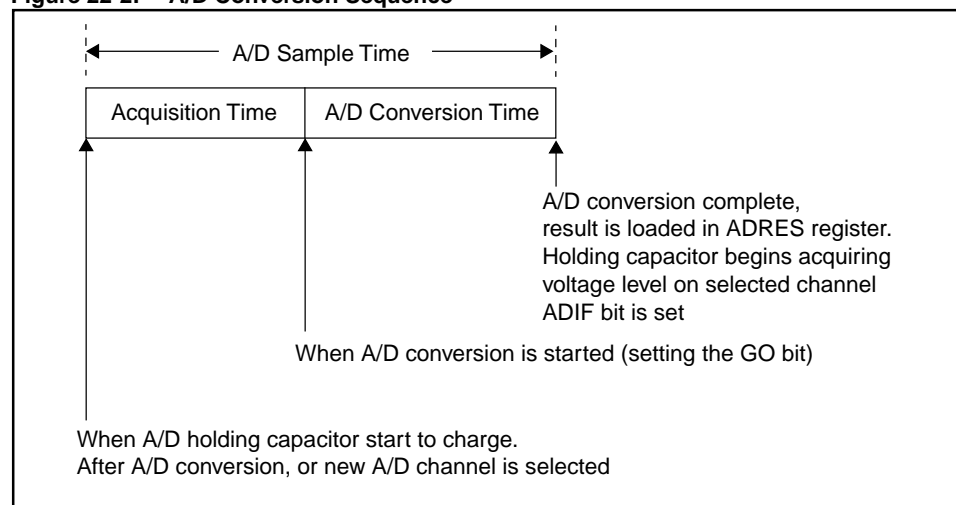 Figure 22-2: A/D Conversion Sequence
A/D Sample Time
Acquisition Time
A/D Conversion Time
A/D conversion complete,
result is loaded in ADRES register.
Holding capacitor begins acquiring
voltage level on selected channel
ADIF bit is set
When A/D conversion is started (setting the GO bit)
When A/D holding capacitor start to charge.
After A/D conversion, or new A/D channel is selected